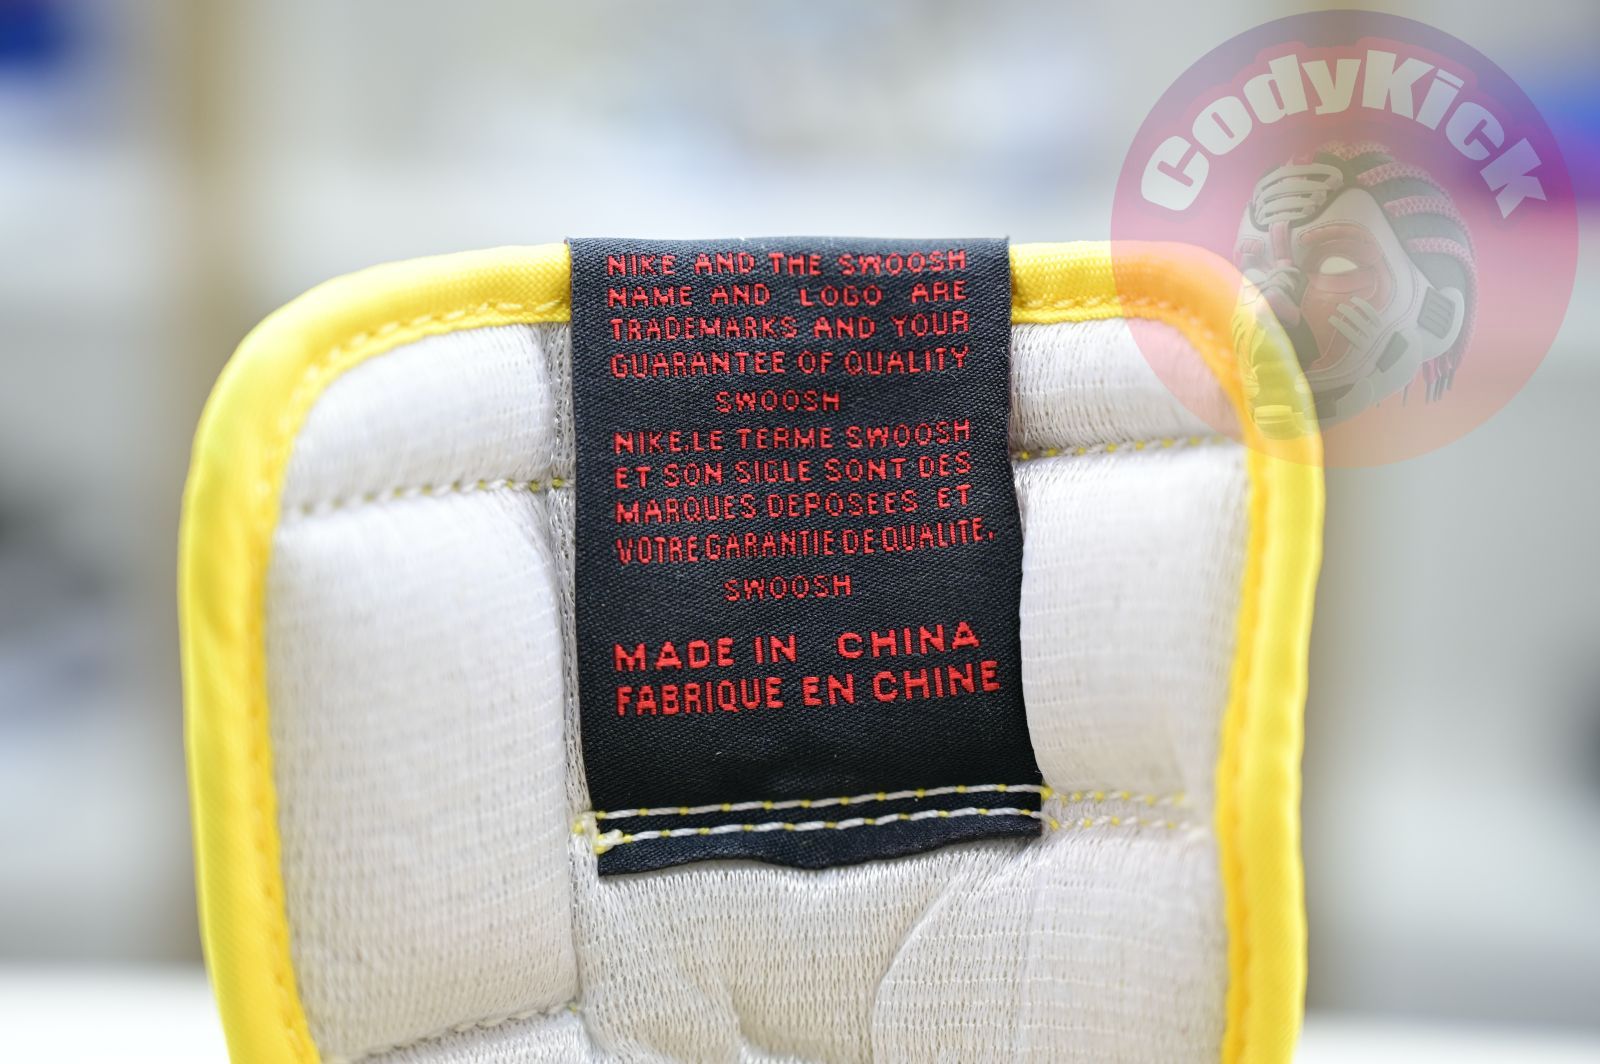 CodyKick
NIKE AND THE SWOOSH
NAME AND LOGO ARE
TRADEMARKS AND YOUR
GUARANTEE OF QUALITY
SWOOSH
NIKE,LE TERME SWOOSH
ET SON SIGLE SONT DES
MARQUES DEPOSEES ET
VOTRE GARANTIE DE QUALITE.
SWOOSH
MADE IN CHINA
FABRIQUE EN CHINE